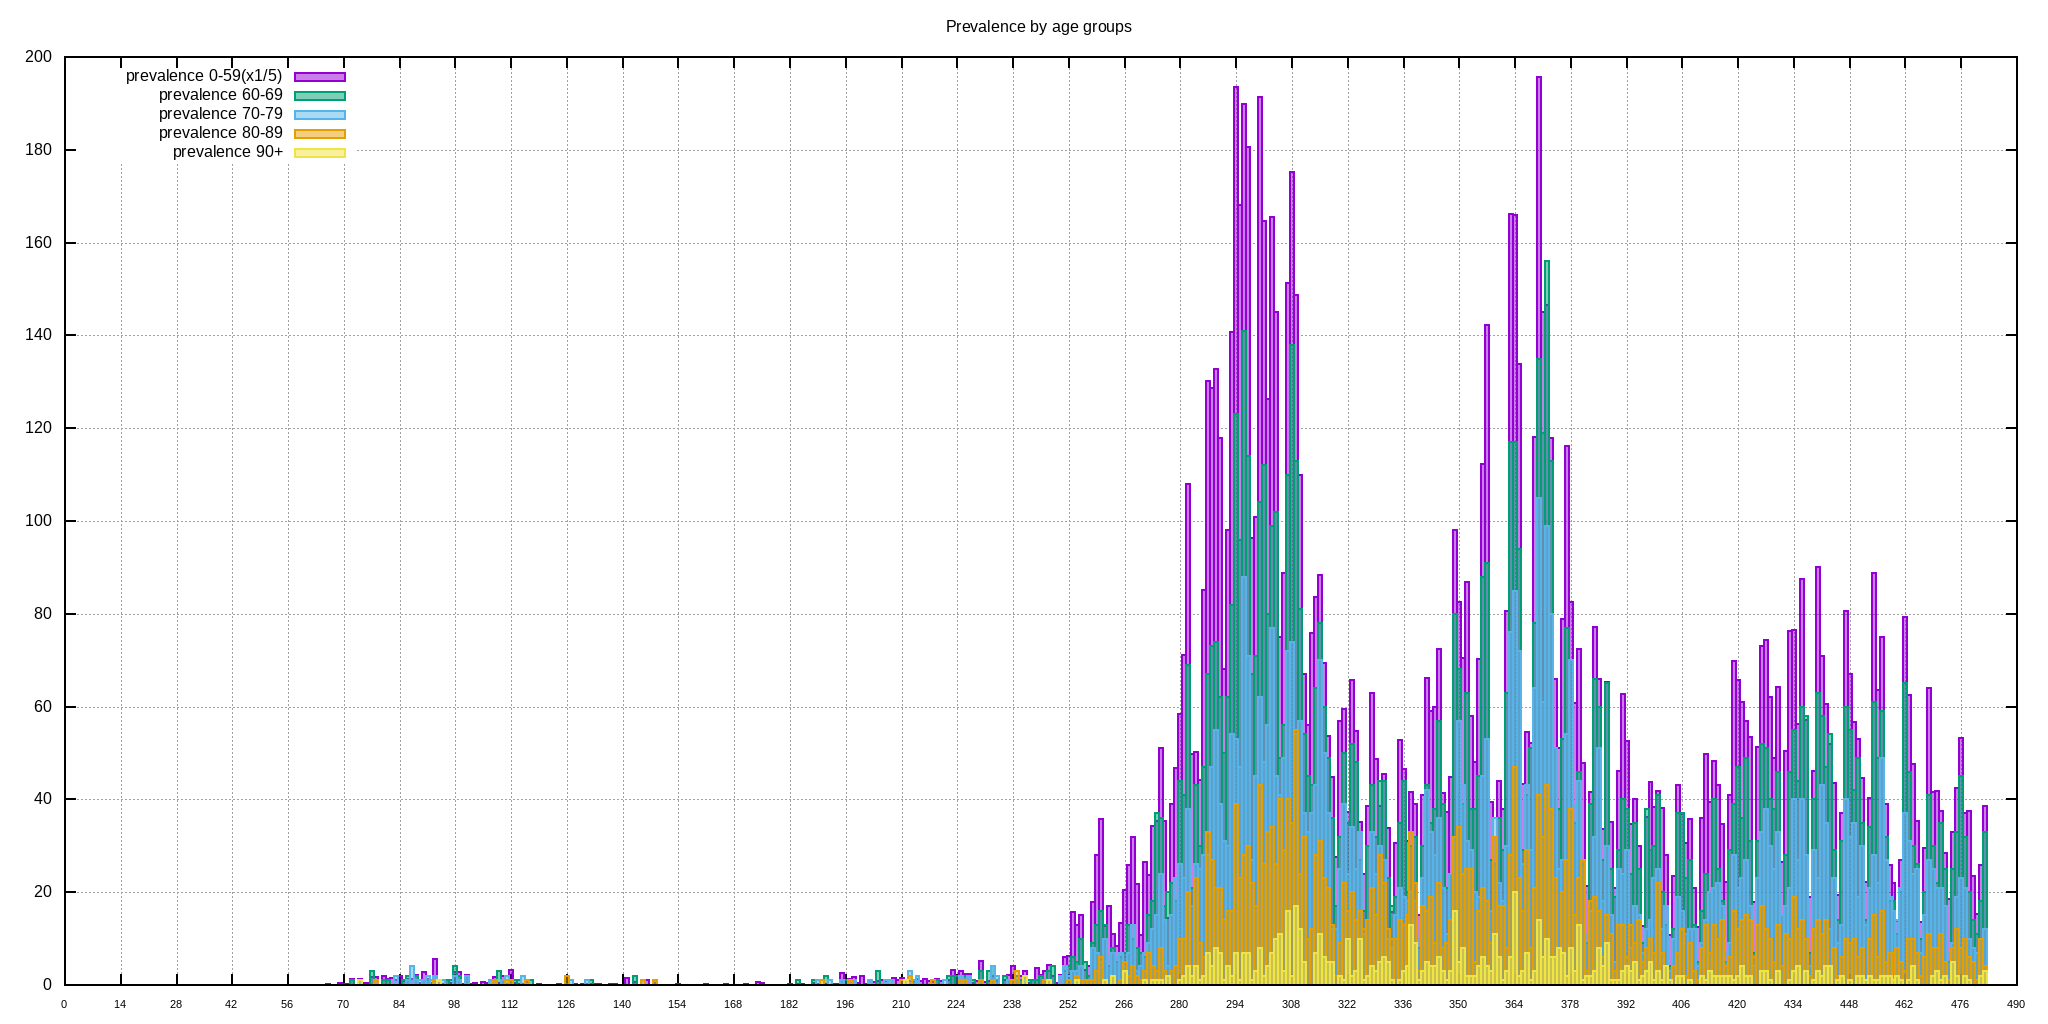 Prevalence by age groups
200
180
160
140
120
100
80
60
40
20
0
prevalence 0-59(x1/5)
prevalence 60-69
prevalence 70-79
prevalence 80-89
prevalence 90+
0 14 28 42 56 70 84 98 112 126 140 154 168 182 196 210 224 238 252 266 280 294 308 322 336 350 364 378 392 406 420 434 448 462 476 490